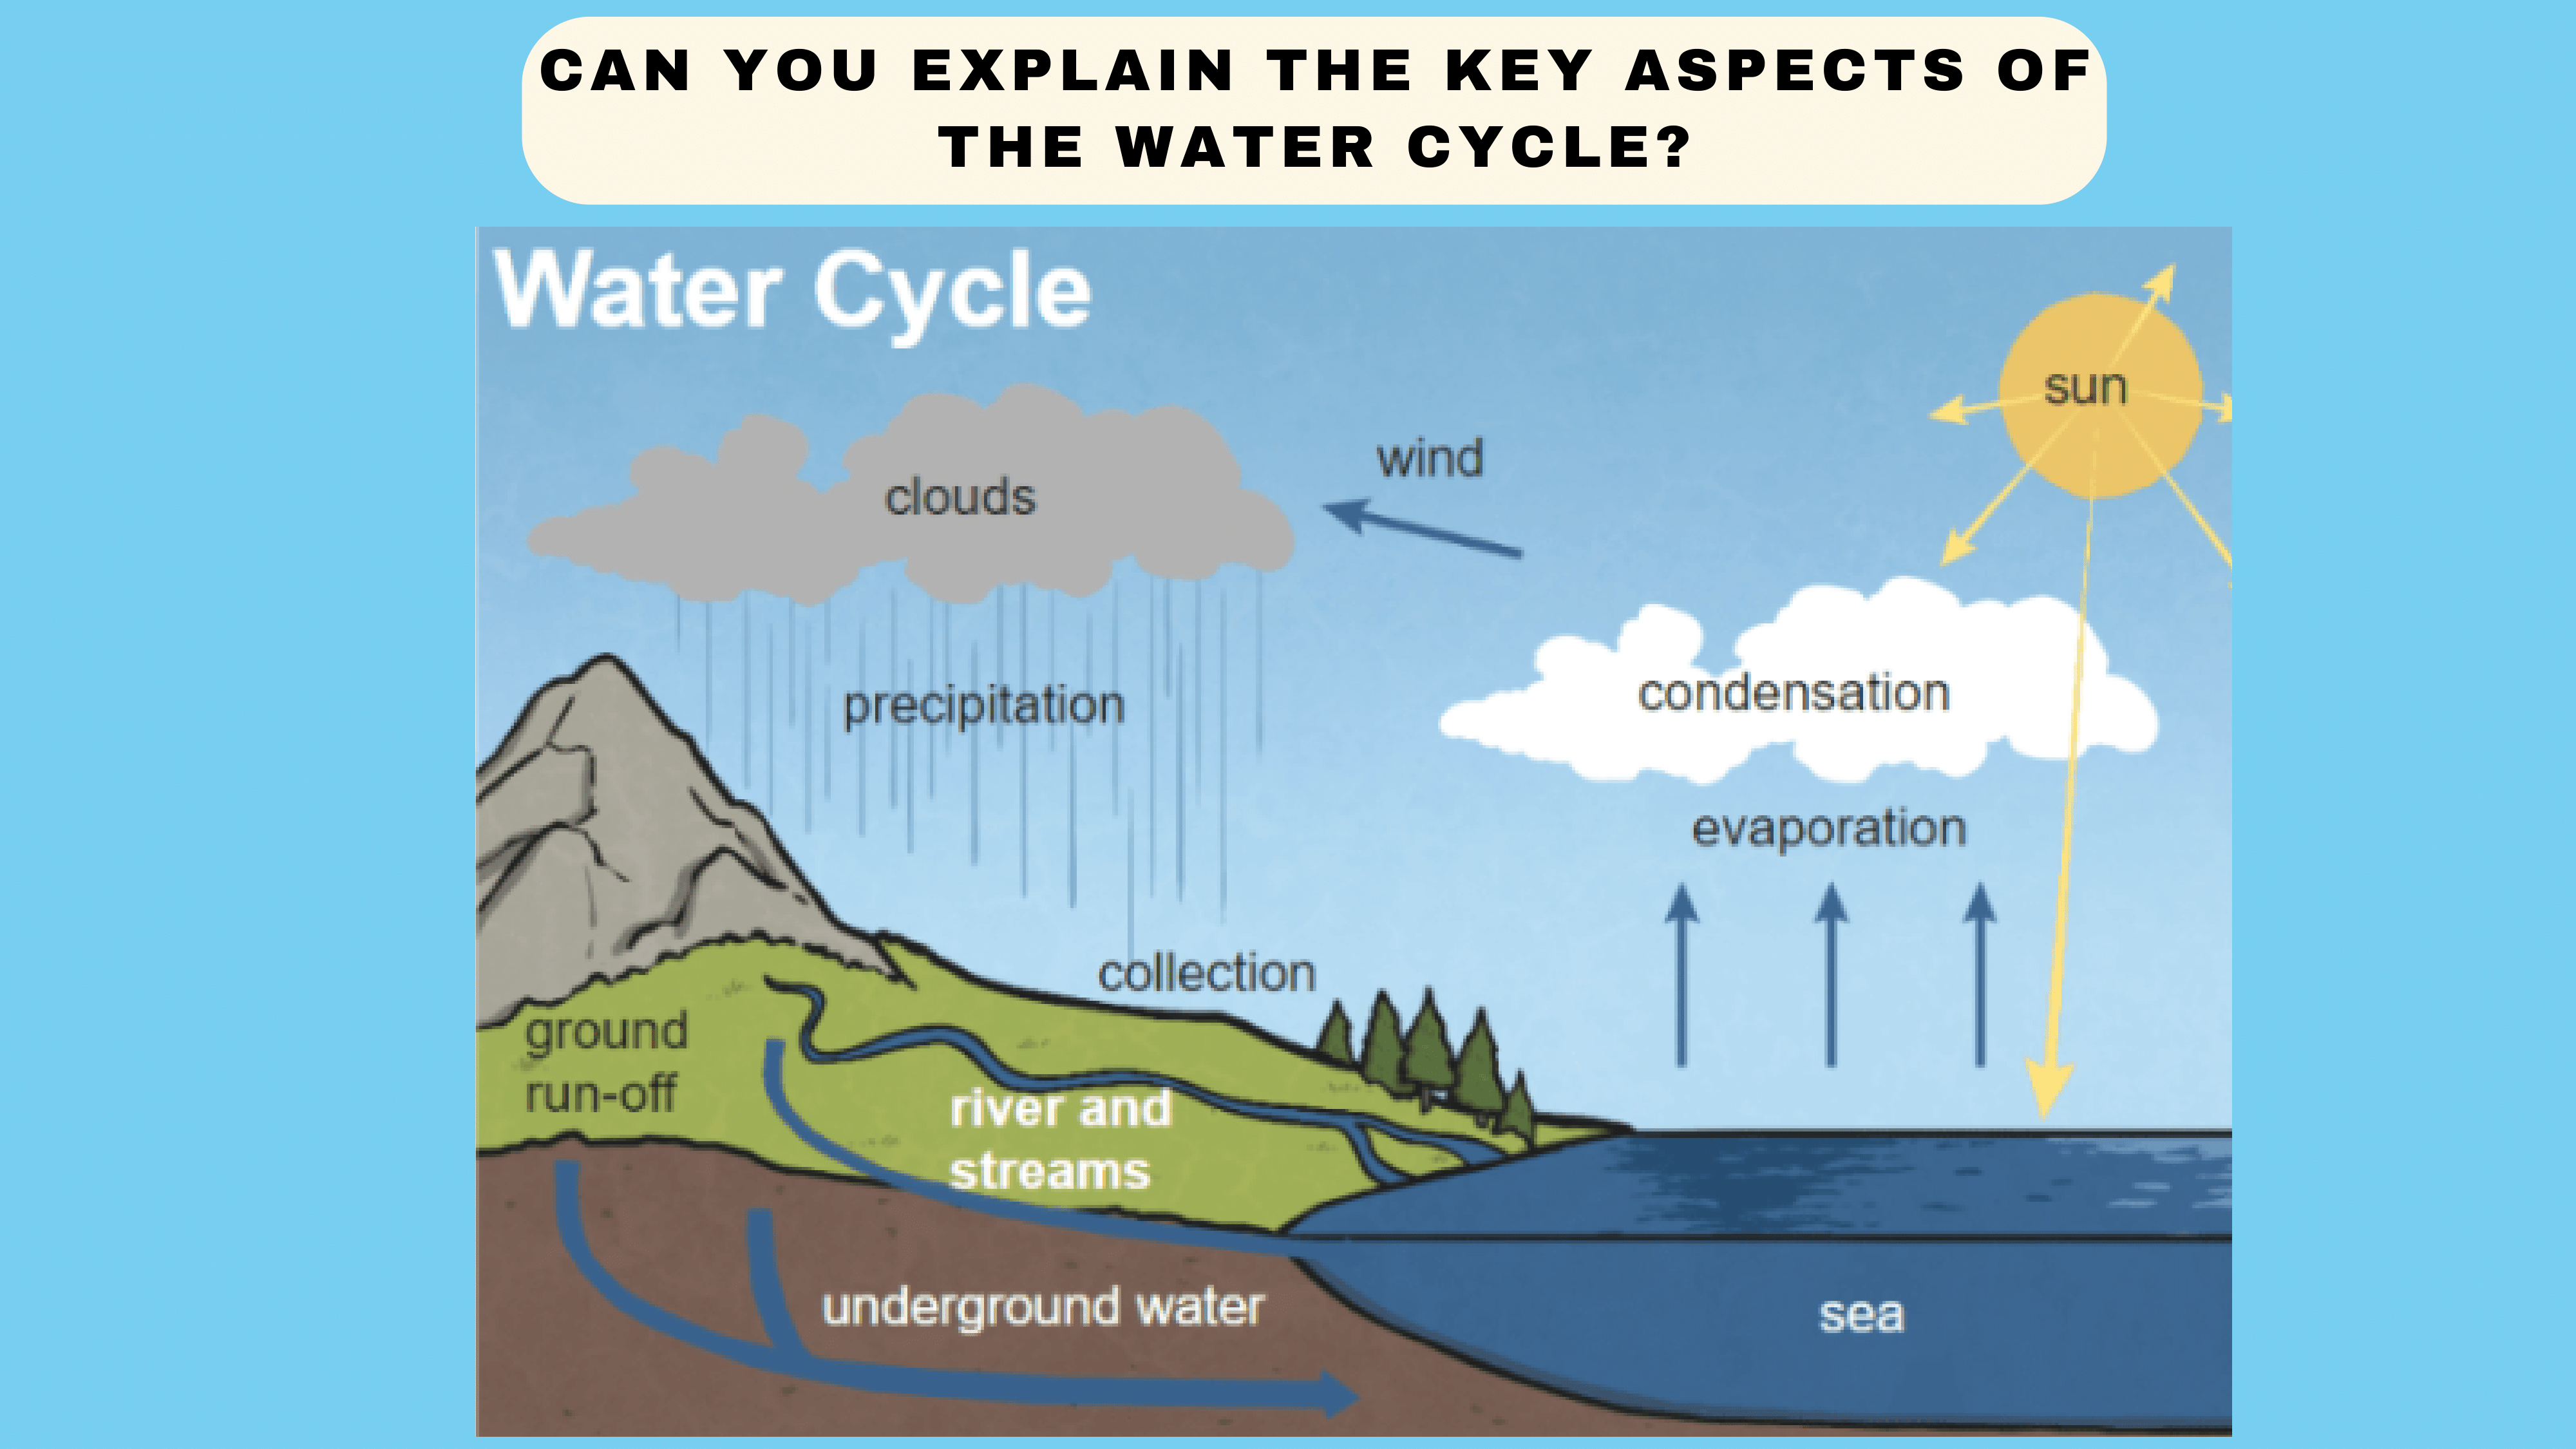 CAN YOU EXPLAIN THE KEY ASPECTS OF
THE WATER CYCLE?
Water Cycle
sun
wind
clouds
condensation
precipitation
evaporation
collection
ground
run-off
river and
streams
underground water
sea